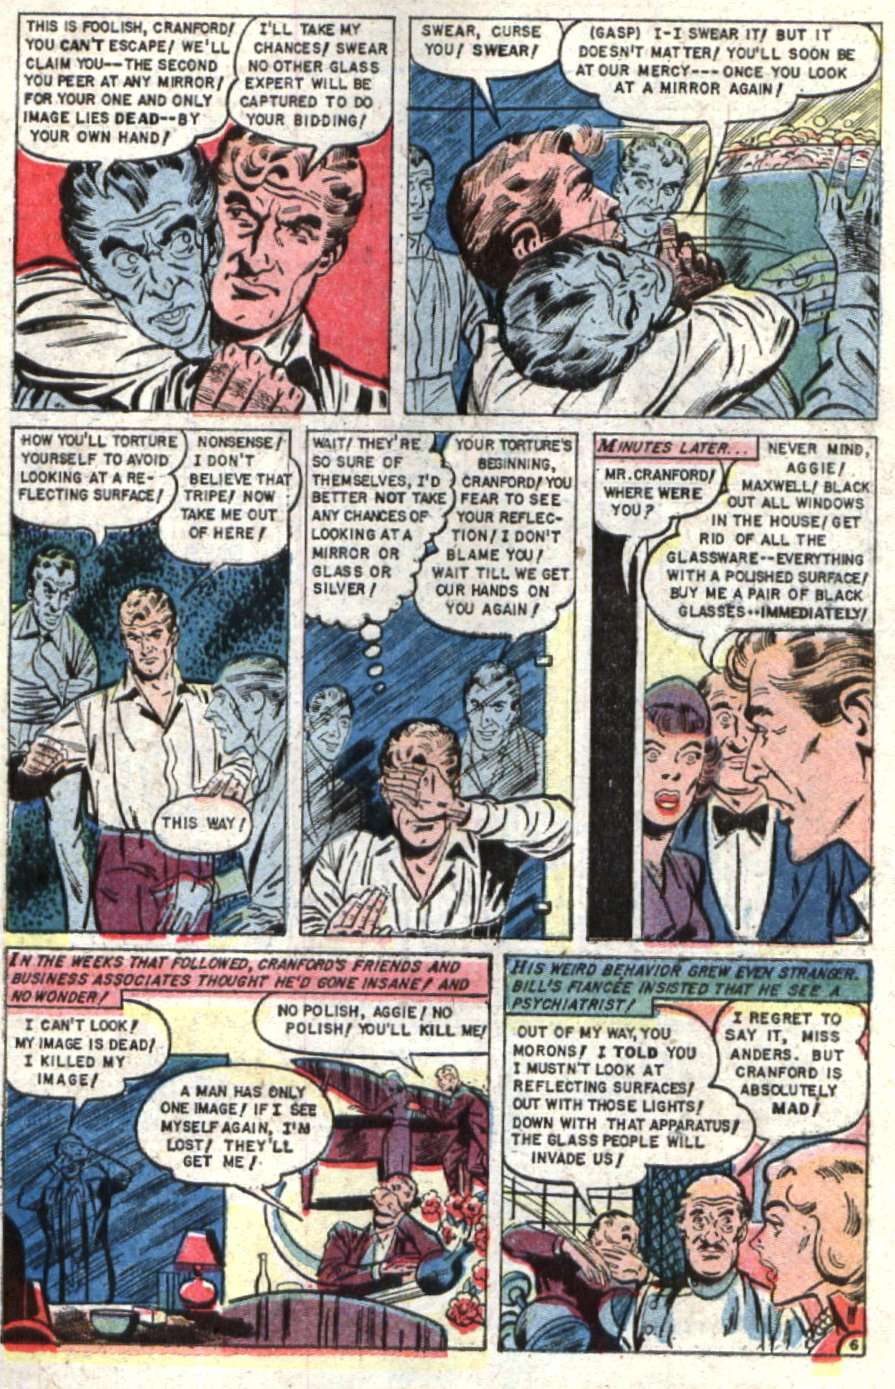 THIS IS FOOLISH, CRANFORD!
YOU CAN'T ESCAPE! WE'LL
CLAIM YOU--THE SECOND
YOU PEER AT ANY MIRROR!
FOR YOUR ONE AND ONLY
IMAGE LIES DEAD--BY
YOUR OWN HAND!
I'LL TAKE MY
CHANCES! SWEAR
NO OTHER GLASS
EXPERT WILL BE
CAPTURED TO DO
YOUR BIDDING!
SWEAR, CURSE
YOU! SWEAR!
(GASP) I-I SWEAR IT! BUT IT
DOESN'T MATTER! YOU'LL SOON BE
AT OUR MERCY--- ONCE YOU LOOK
AT A MIRROR AGAIN!
HOW YOU'LL TORTURE
YOURSELF TO AVOID
LOOKING AT A RE-
FLECTING SURFACE!
NONSENSE!
I DON'T
BELIEVE THAT
TRIPE! NOW
TAKE ME OUT
OF HERE!
THIS WAY!
WAIT! THEY'RE
SO SURE OF
THEMSELVES, I'D
BETTER NOT TAKE
ANY CHANCES OF
LOOKING AT A
MIRROR OR
GLASS OR
SILVER!
YOUR TORTURE'S
BEGINNING,
CRANFORD! YOU
FEAR TO SEE
YOUR REFLEC-
TION! I DON'T
BLAME YOU!
WAIT TILL WE GET
OUR HANDS ON
YOU AGAIN!
MINUTES LATER...
MR. CRANFORD!
WHERE WERE
YOU?
NEVER MIND,
AGGIE!
MAXWELL! BLACK
OUT ALL WINDOWS
IN THE HOUSE! GET
RID OF ALL THE
GLASSWARE--EVERYTHING
WITH A POLISHED SURFACE!
BUY ME A PAIR OF BLACK
GLASSES--IMMEDIATELY!
IN THE WEEKS THAT FOLLOWED, CRANFORD'S FRIENDS AND
BUSINESS ASSOCIATES THOUGHT HE'D GONE INSANE! AND
NO WONDER!
I CAN'T LOOK!
MY IMAGE IS DEAD!
I KILLED MY
IMAGE!
A MAN HAS ONLY
ONE IMAGE! IF I SEE
MYSELF AGAIN, I'M
LOST! THEY'LL
GET ME!
NO POLISH, AGGIE! NO
POLISH! YOU'LL KILL ME!
HIS WEIRD BEHAVIOR GREW EVEN STRANGER.
BILL'S FIANCÉE INSISTED THAT HE SEE A
PSYCHIATRIST!
OUT OF MY WAY, YOU
MORONS! I TOLD YOU
I MUSTN'T LOOK AT
REFLECTING SURFACES!
OUT WITH THOSE LIGHTS!
DOWN WITH THAT APPARATUS!
THE GLASS PEOPLE WILL
INVADE US!
I REGRET TO
SAY IT, MISS
ANDERS. BUT
CRANFORD IS
ABSOLUTELY
MAD!
6